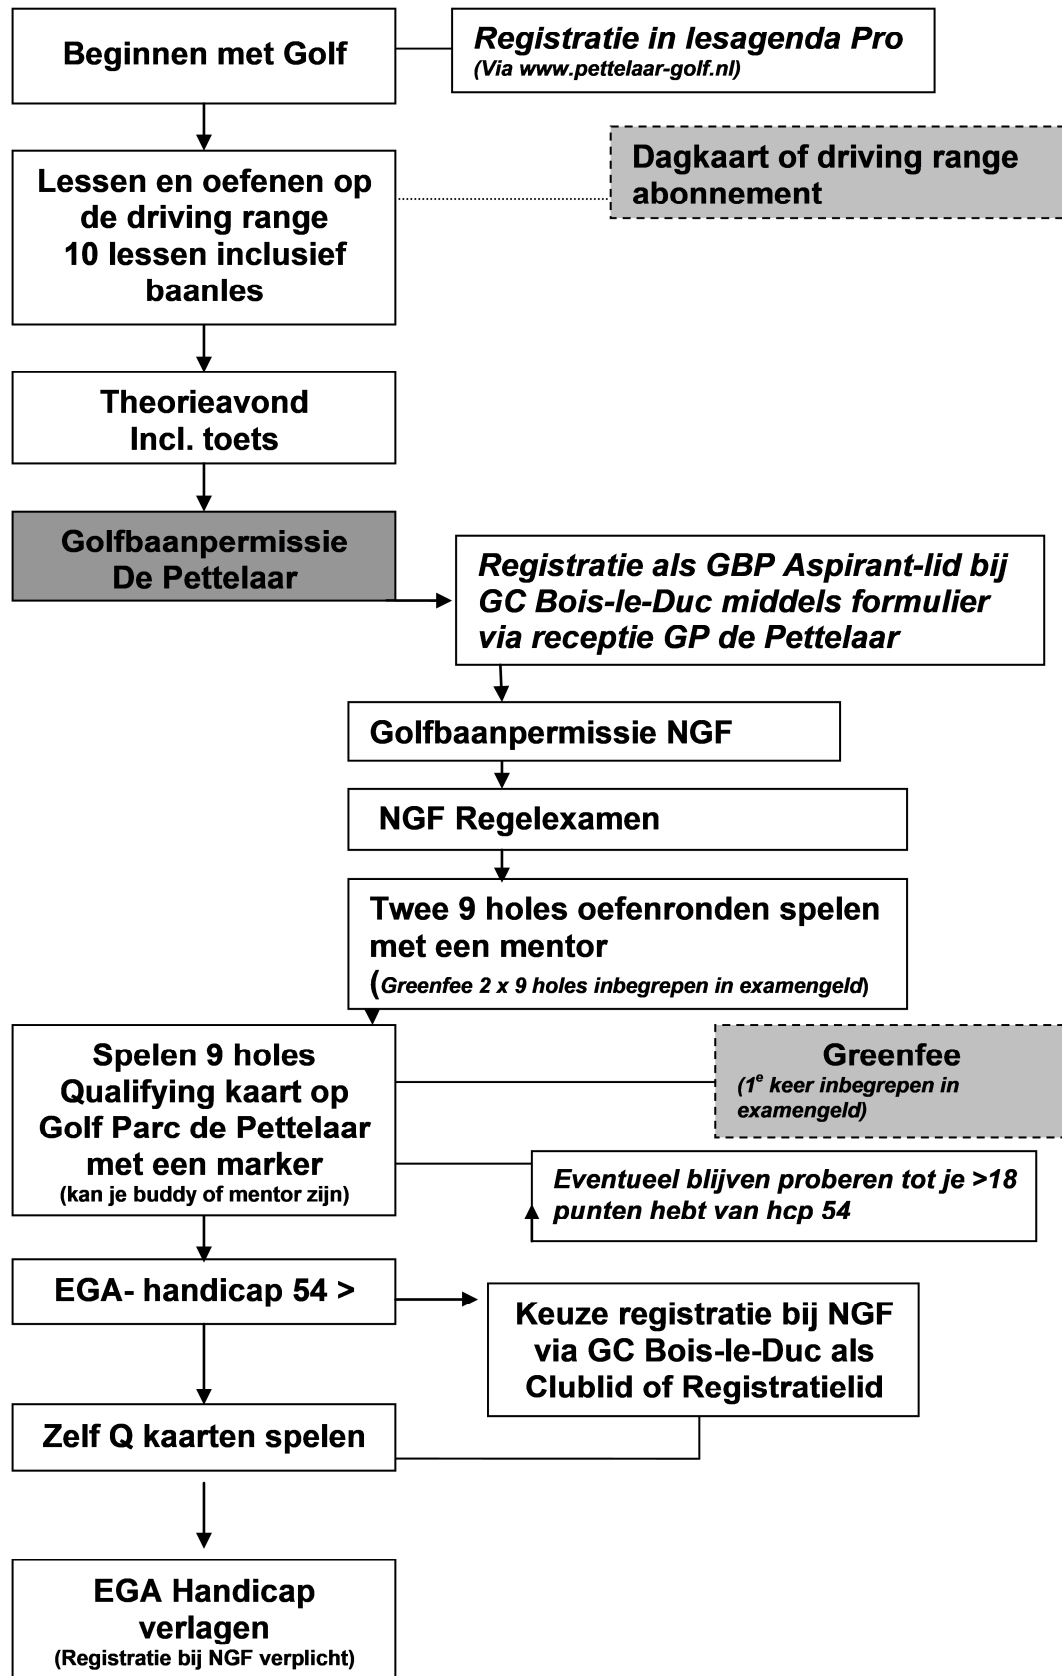 Beginnen met Golf
Registratie in lesagenda Pro
(Via www.pettelaar-golf.nl)
Dagkaart of driving range
abonnement
Lessen en oefenen op
de driving range
10 lessen inclusief
baanles
Theorieavond
Incl. toets
Golfbaanpermissie
De Pettelaar
Registratie als GBP Aspirant-lid bij
GC Bois-le-Duc middels formulier
via receptie GP de Pettelaar
Golfbaanpermissie NGF
NGF Regelexamen
Twee 9 holes oefenronden spelen
met een mentor
(Greenfee 2 x 9 holes inbegrepen in examengeld)
Spelen 9 holes
Qualifying kaart op
Golf Parc de Pettelaar
met een marker
(kan je buddy of mentor zijn)
Greenfee
(1e keer inbegrepen in
examengeld)
Eventueel blijven proberen tot je >18
punten hebt van hcp 54
EGA- handicap 54 >
Keuze registratie bij NGF
via GC Bois-le-Duc als
Clublid of Registratielid
Zelf Q kaarten spelen
EGA Handicap
verlagen
(Registratie bij NGF verplicht)